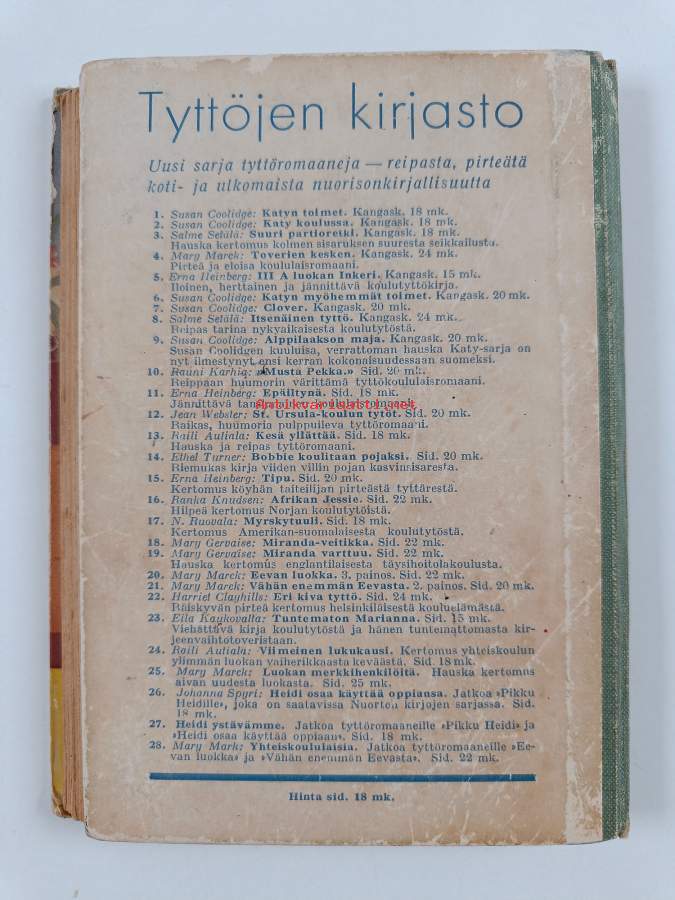 Tyttöjen kirjasto
Uusi sarja tyttöromaaneja — reipasta, pirteätä
koti- ja ulkomaista nuorisonkirjallisuutta
1. Susan Coolidge: Katyn toimet. Kangask. 18 mk.
2. Susan Coolidge: Katy koulussa. Kangask. 18 mk.
3. Salme Setälä: Suuri partioretki. Kangask. 18 mk.
Hauska kertomus kolmen sisaruksen suuresta seikkailusta.
4. Mary Marck: Toverien kesken. Kangask. 24 mk.
Pirteä ja eloisa koululaisromaani.
5. Erna Heinberg: III A luokan Inkeri. Kangask. 15 mk.
Iloinen, herttainen ja jännittävä koulutyttökirja.
6. Susan Coolidge: Katyn myöhemmät toimet. Kangask. 20 mk.
7. Susan Coolidge: Clover. Kangask. 20 mk.
8. Salme Setälä: Itsenäinen tyttö. Kangask. 24 mk.
Reipas tarina nykyaikaisesta koulutytöstä.
9. Susan Coolidge: Alppilaakson maja. Kangask. 20 mk.
Susan Coolidgen kuuluisa, verrattoman hauska Katy-sarja on
nyt ilmestynyt ensi kerran kokonaisuudessaan suomeksi.
10. Rauni Karhig: »Musta Pekka.» Sid. 20 mk.
Reippaan huumorin värittämä tyttökoululaisromaani.
11. Erna Heinberg: Epäiltynä. Sid. 18 mk.
Jännittävä koululaisromaani.
antikvariaatti.net
12. Jean Webster: St. Ursula-koulun tytöt. Sid. 20 mk.
Raikas, huumoria pulppuileva tyttöromaani.
13. Raili Autiala: Kesä yllättää. Sid. 18 mk.
Hauska ja reipas tyttöromaani.
14. Ethel Turner: Bobbie koulitaan pojaksi. Sid. 20 mk.
Riemukas kirja viiden villin pojan kasvinsisaresta.
15. Erna Heinberg: Tipu. Sid. 20 mk.
Kertomus köyhän taiteilijan pirteästä tyttärestä.
16. Ranka Knudsen: Afrikan Jessie. Sid. 22 mk.
Hilpeä kertomus Norjan koulutytöistä.
17. N. Ruovala: Myrskytuuli. Sid. 18 mk.
Kertomus Amerikan-suomalaisesta koulutytöstä.
18. Mary Gervaise: Miranda-veitikka. Sid. 22 mk.
19. Mary Gervaise: Miranda varttuu. Sid. 22 mk.
Hauska kertomus englantilaisesta täysihoitolakoulusta.
20. Mary Marck: Eevan luokka. 3. painos. Sid. 22 mk.
21. Mary Marck: Vähän enemmän Eevasta. 2. painos. Sid. 20 mk.
22. Harriet Clayhills: Eri kiva tyttö. Sid. 24 mk.
Räiskyvän pirteä kertomus helsinkiläisestä kouluelämästä.
23. Eila Kaukovalta: Tuntematon Marianna. Sid. 15 mk.
Viehättävä kirja koulutytöstä ja hänen tuntemattomasta kir-
jeenvaihtotoveristaan.
24. Raili Autiala: Viimeinen lukukausi. Kertomus yhteiskoulun
ylimmän luokan vaiherikkaasta keväästä. Sid. 18 mk.
25. Mary Marck: Luokan merkkihenkilöitä. Hauska kertomus
aivan uudesta luokasta. Sid. 25 mk.
26. Johanna Spyri: Heidi osaa käyttää oppiansa. Jatkoa »Pikku
Heidille», joka on saatavissa Nuorten kirjojen sarjassa. Sid.
18 mk.
27. Heidi ystävämme. Jatkoa tyttöromaaneille »Pikku Heidi» ja
»Heidi osaa käyttää oppiaan». Sid. 18 mk.
28. Mary Mark: Yhteiskoululaisia. Jatkoa tyttöromaaneille »Ee-
van luokka» ja »Vähän enemmän Eevasta». Sid. 22 mk.
Hinta sid. 18 mk.